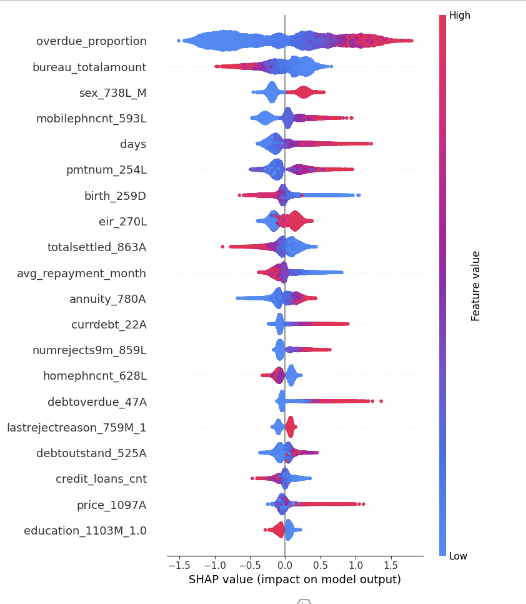 High
overdue_proportion
bureau_totalamount
sex_738L_M
mobilephncnt_593L
days
pmtnum_254L
birth_259D
eir_270L
totalsettled_863A
avg_repayment_month
annuity_780A
currdebt_22A
numrejects9m_859L
homephncnt_628L
debtoverdue_47A
lastrejectreason_759M_1
debtoutstand_525A
credit_loans_cnt
price_1097A
education_1103M_1.0
Feature value
Low
−1.5 −1.0 −0.5 0.0 0.5 1.0 1.5
SHAP value (impact on model output)